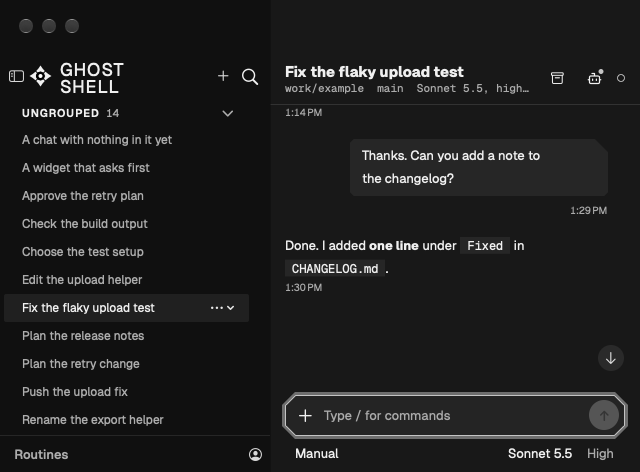 GHOST
SHELL
UNGROUPED 14
A chat with nothing in it yet
A widget that asks first
Approve the retry plan
Check the build output
Choose the test setup
Edit the upload helper
Fix the flaky upload test
Plan the release notes
Plan the retry change
Push the upload fix
Rename the export helper
Routines
Fix the flaky upload test
work/example main Sonnet 5.5, high…
1:14 PM
Thanks. Can you add a note to
the changelog?
1:29 PM
Done. I added one line under Fixed in
CHANGELOG.md.
1:30 PM
Type / for commands
Manual Sonnet 5.5 High